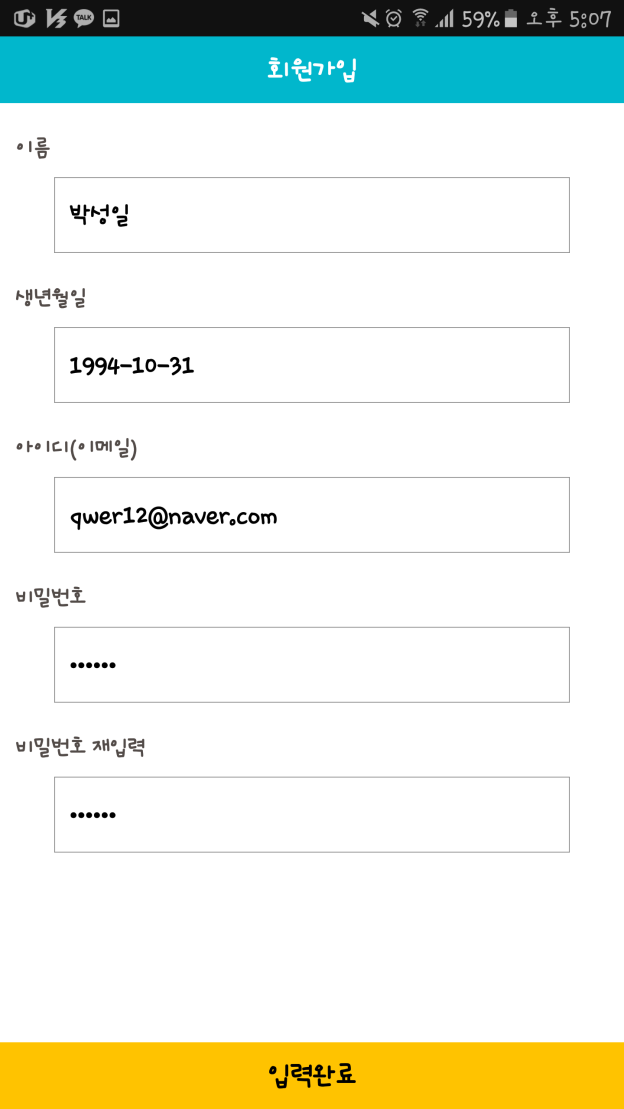 TALK
59% 오후 5:07
회원가입
이름
박성일
생년월일
1994-10-31
아이디(이메일)
qwer12@naver.com
비밀번호
••••••
비밀번호 재입력
••••••
입력완료